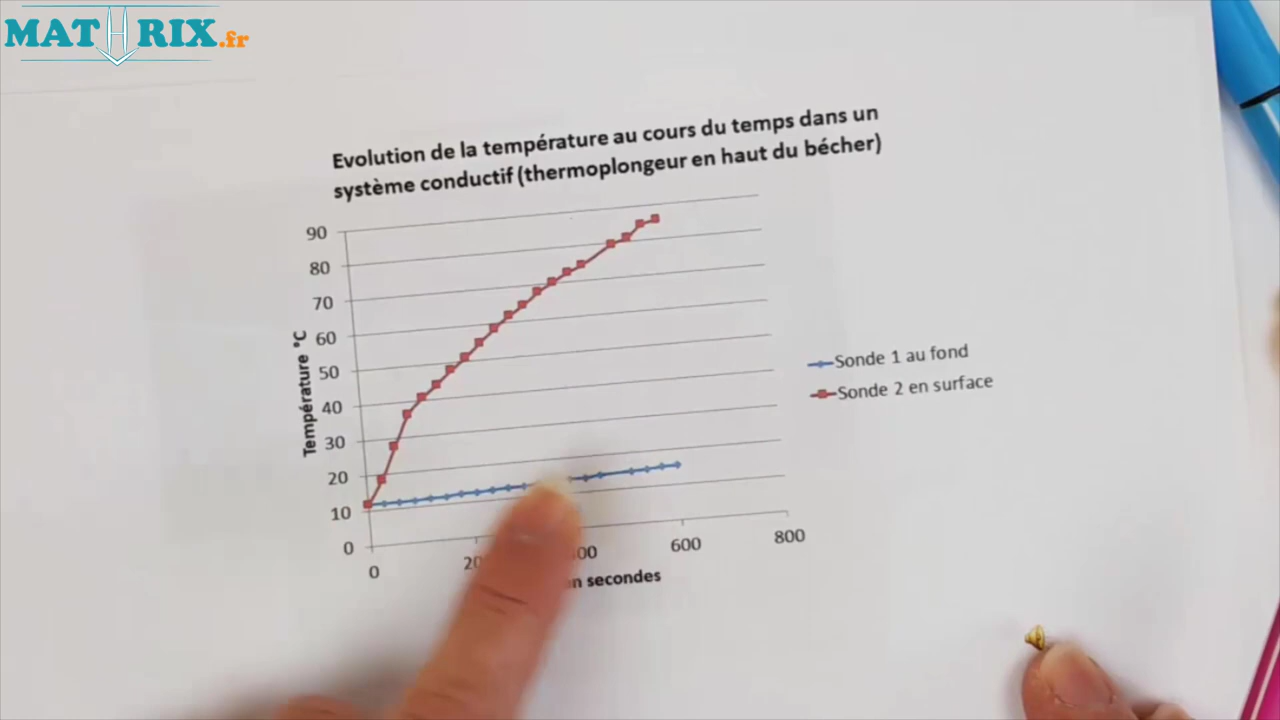 MATHRIX.fr
Evolution de la température au cours du temps dans un
système conductif (thermoplongeur en haut du bécher)
90
80
70
60
50
40
30
20
10
0
Température °C
0
600
800
secondes
Sonde 1 au fond
Sonde 2 en surface